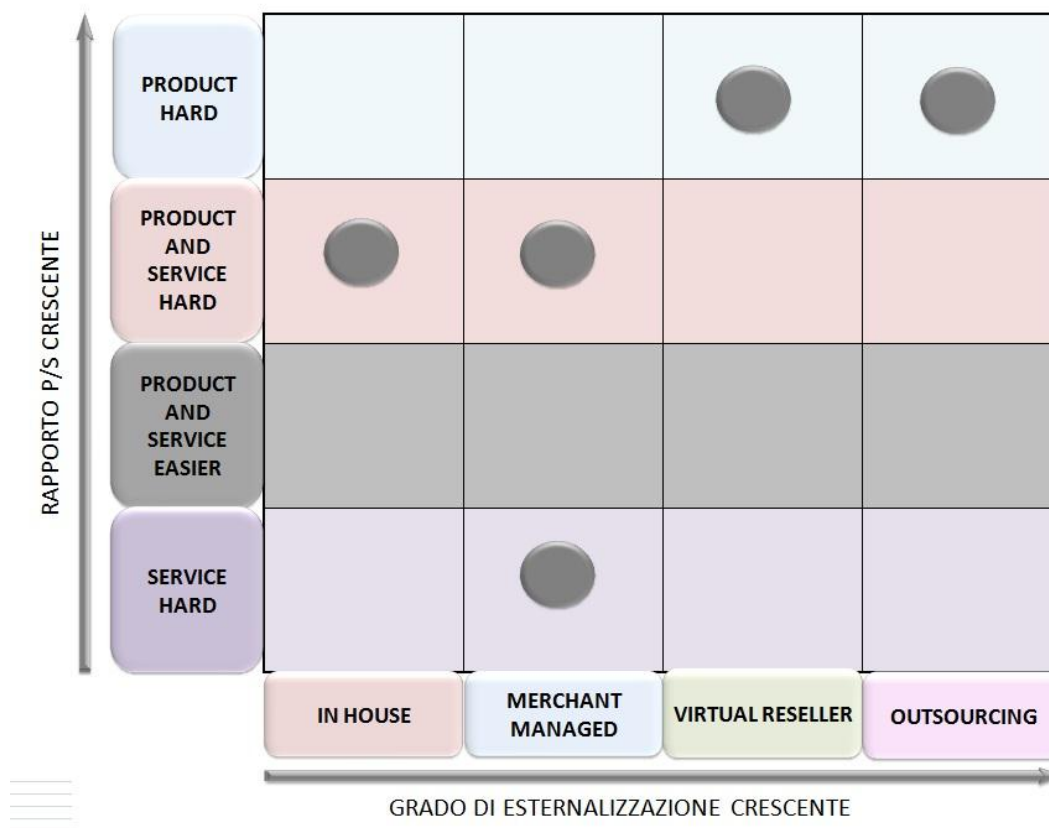 RAPPORTO P/S CRESCENTE
PRODUCT
HARD
PRODUCT
AND
SERVICE
HARD
PRODUCT
AND
SERVICE
EASIER
SERVICE
HARD
IN HOUSE
MERCHANT
MANAGED
VIRTUAL RESELLER
OUTSOURCING
GRADO DI ESTERNALIZZAZIONE CRESCENTE